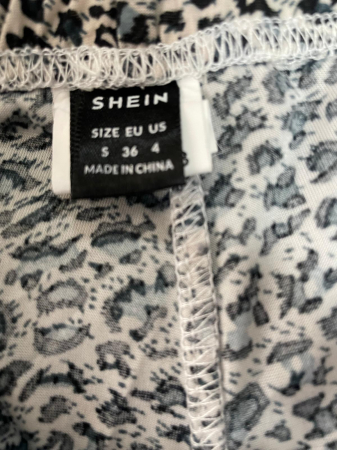 SHEIN
SIZE EU US
S 36 4
MADE IN CHINA